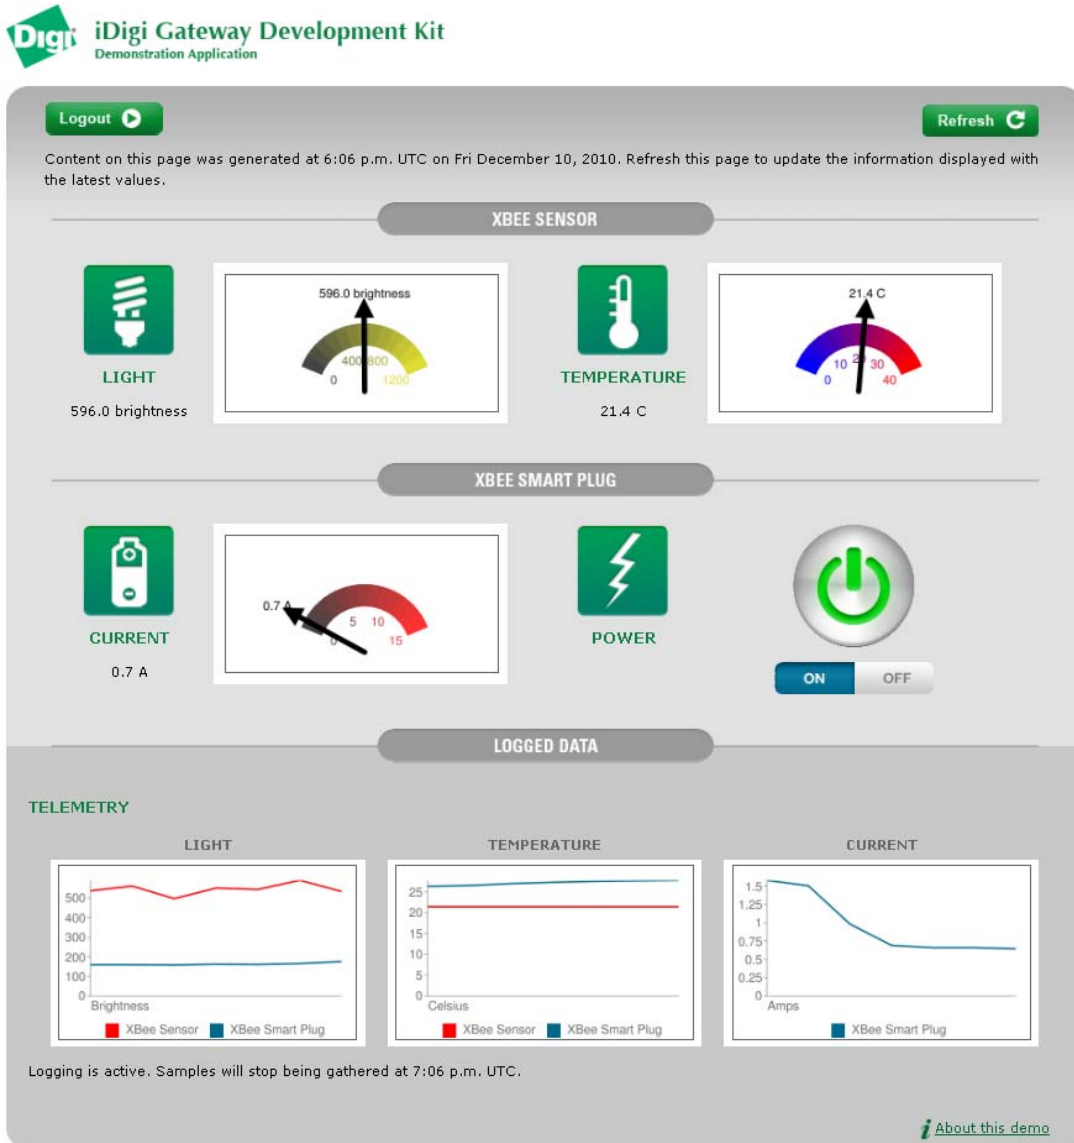 Digi
iDigi Gateway Development Kit
Demonstration Application
Logout
Refresh
Content on this page was generated at 6:06 p.m. UTC on Fri December 10, 2010. Refresh this page to update the information displayed with
the latest values.
XBEE SENSOR
596.0 brightness
400 800
0 1200
LIGHT
596.0 brightness
21.4 C
10 20 30
0 40
TEMPERATURE
21.4 C
XBEE SMART PLUG
0.7 A
5 10
0 15
CURRENT
0.7 A
POWER
ON OFF
LOGGED DATA
TELEMETRY
LIGHT
500
400
300
200
100
0
Brightness
XBee Sensor XBee Smart Plug
TEMPERATURE
25
20
15
10
5
0
Celsius
XBee Sensor XBee Smart Plug
CURRENT
1.5
1.25
1
0.75
0.5
0.25
0
Amps
XBee Smart Plug
Logging is active. Samples will stop being gathered at 7:06 p.m. UTC.
i About this demo